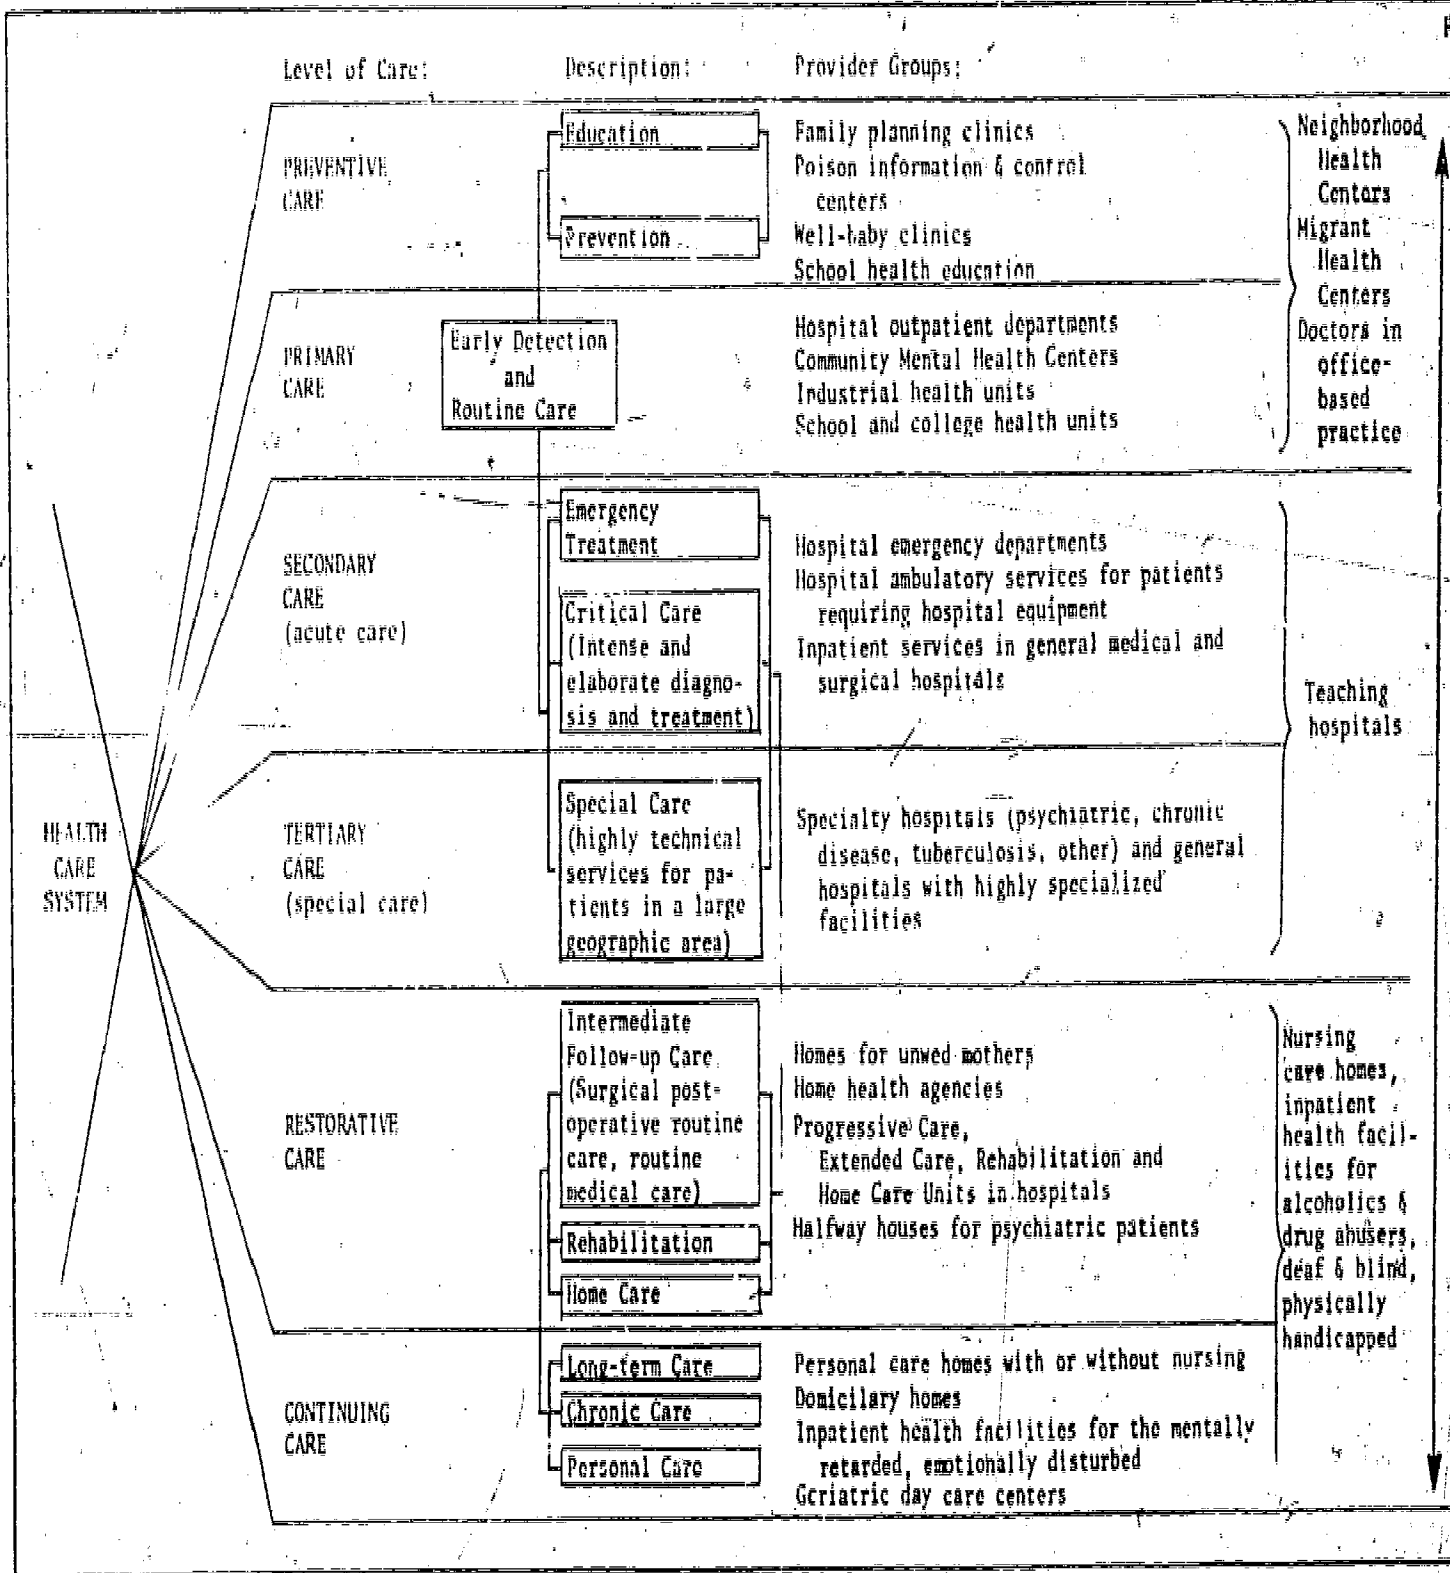 Level of Care: Description: Provider Groups:
HEALTH
CARE
SYSTEM
PREVENTIVE
CARE
Education
Prevention
Family planning clinics
Poison information & control
centers
Well-baby clinics
School health education
PRIMARY
CARE
Early Detection
and
Routine Care
Hospital outpatient departments
Community Mental Health Centers
Industrial health units
School and college health units
Neighborhood
Health
Centers
Migrant
Health
Centers
Doctors in
office-
based
practice
SECONDARY
CARE
(acute care)
Emergency
Treatment
Critical Care
(Intense and
elaborate diagno-
sis and treatment)
Hospital emergency departments
Hospital ambulatory services for patients
requiring hospital equipment
Inpatient services in general medical and
surgical hospitals
TERTIARY
CARE
(special care)
Special Care
(highly technical
services for pa-
tients in a large
geographic area)
Specialty hospitals (psychiatric, chronic
disease, tuberculosis, other) and general
hospitals with highly specialized
facilities
Teaching
hospitals
RESTORATIVE
CARE
Intermediate
Follow-up Care
(Surgical post-
operative routine
care, routine
medical care)
Rehabilitation
Home Care
Homes for unwed mothers
Home health agencies
Progressive Care,
Extended Care, Rehabilitation and
Home Care Units in hospitals
Halfway houses for psychiatric patients
CONTINUING
CARE
Long-term Care
Chronic Care
Personal Care
Personal care homes with or without nursing
Domicilary homes
Inpatient health facilities for the mentally
retarded, emotionally disturbed
Geriatric day care centers
Nursing
care homes,
inpatient
health facil-
ities for
alcoholics &
drug abusers,
deaf & blind,
physically
handicapped